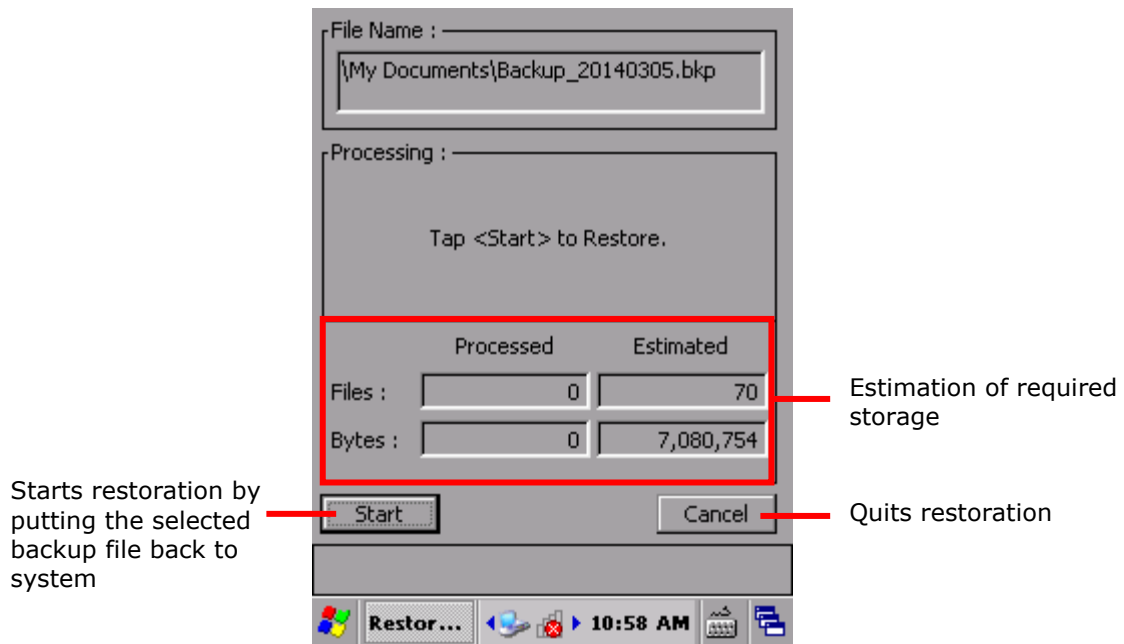 File Name :
\My Documents\Backup_20140305.bkp
Processing :
Tap <Start> to Restore.
Processed Estimated
Files : 0 70
Bytes : 0 7,080,754
Estimation of required
storage
Starts restoration by
putting the selected
backup file back to
system
Start
Cancel
Quits restoration
Restor...
10:58 AM